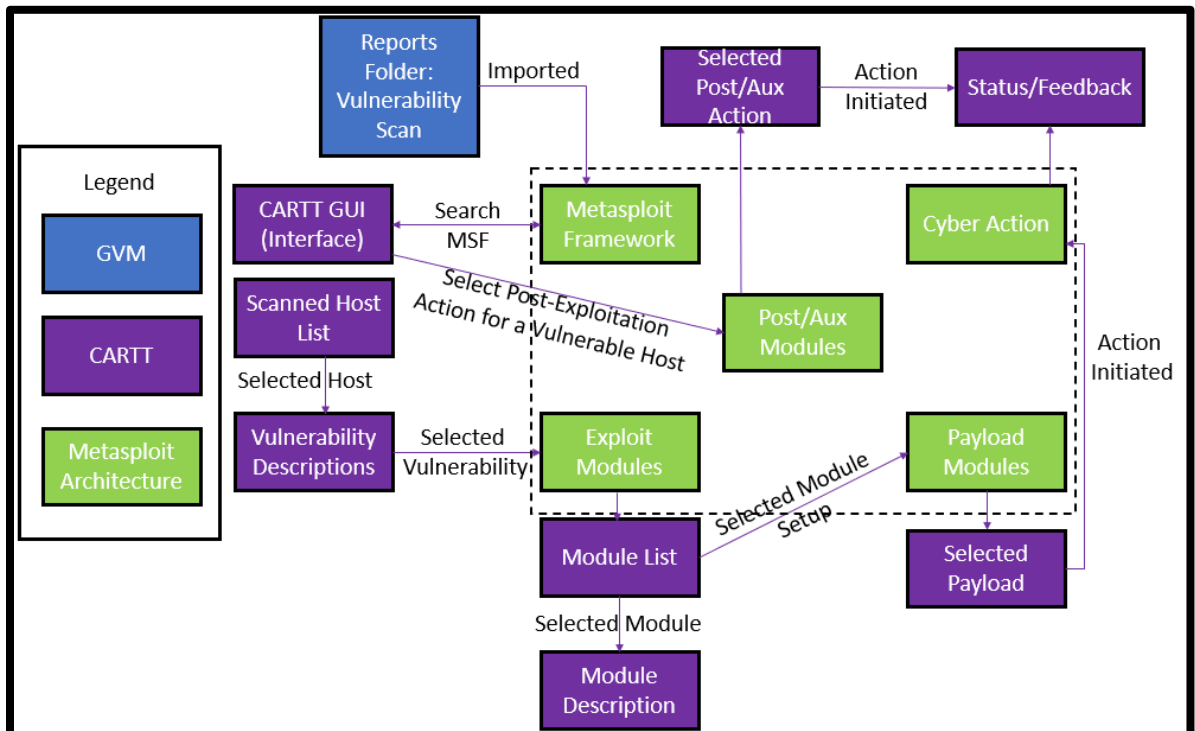 Reports
Folder:
Vulnerability
Scan
Imported
Selected
Post/Aux
Action
Action
Initiated
Status/Feedback
Legend
GVM
CARTT
Metasploit
Architecture
CARTT GUI
(Interface)
Search
MSF
Metasploit
Framework
Cyber Action
Select Post-Exploitation
Action for a Vulnerable Host
Post/Aux
Modules
Scanned Host
List
Selected Host
Vulnerability
Descriptions
Selected
Vulnerability
Exploit
Modules
Payload
Modules
Action
Initiated
Selected Module
Setup
Module List
Selected
Payload
Selected Module
Module
Description